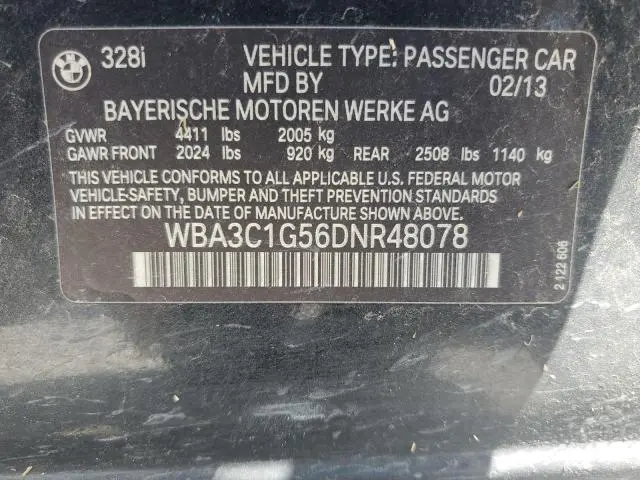 BMW 328i VEHICLE TYPE: PASSENGER CAR
MFD BY 02/13
BAYERISCHE MOTOREN WERKE AG
GVWR 4411 lbs 2005 kg
GAWR FRONT 2024 lbs 920 kg REAR 2508 lbs 1140 kg
THIS VEHICLE CONFORMS TO ALL APPLICABLE U.S. FEDERAL MOTOR
VEHICLE-SAFETY, BUMPER AND THEFT PREVENTION STANDARDS
IN EFFECT ON THE DATE OF MANUFACTURE SHOWN ABOVE.
WBA3C1G56DNR48078
2 122 606